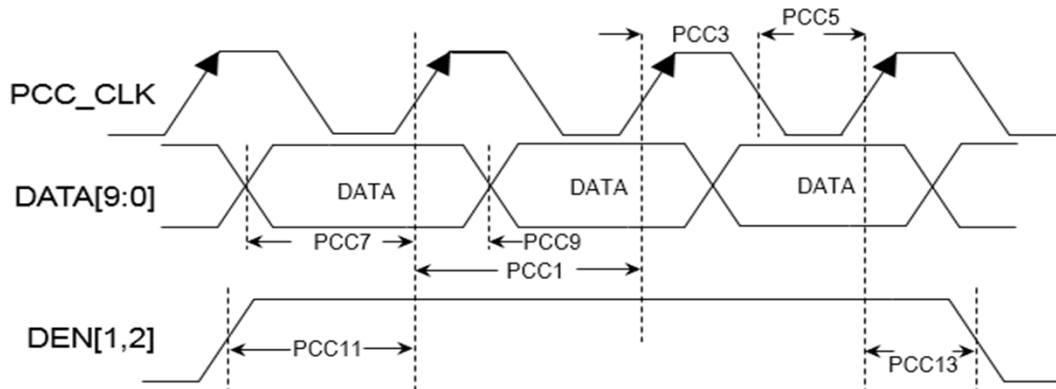 PCC5
PCC3
PCC_CLK
DATA[9:0]
DATA
DATA
DATA
PCC7
PCC9
PCC1
DEN[1,2]
PCC11
PCC13